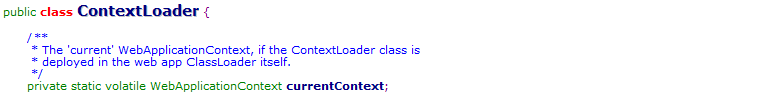 public class ContextLoader {
/**
* The 'current' WebApplicationContext, if the ContextLoader class is
* deployed in the web app ClassLoader itself.
*/
private static volatile WebApplicationContext currentContext;